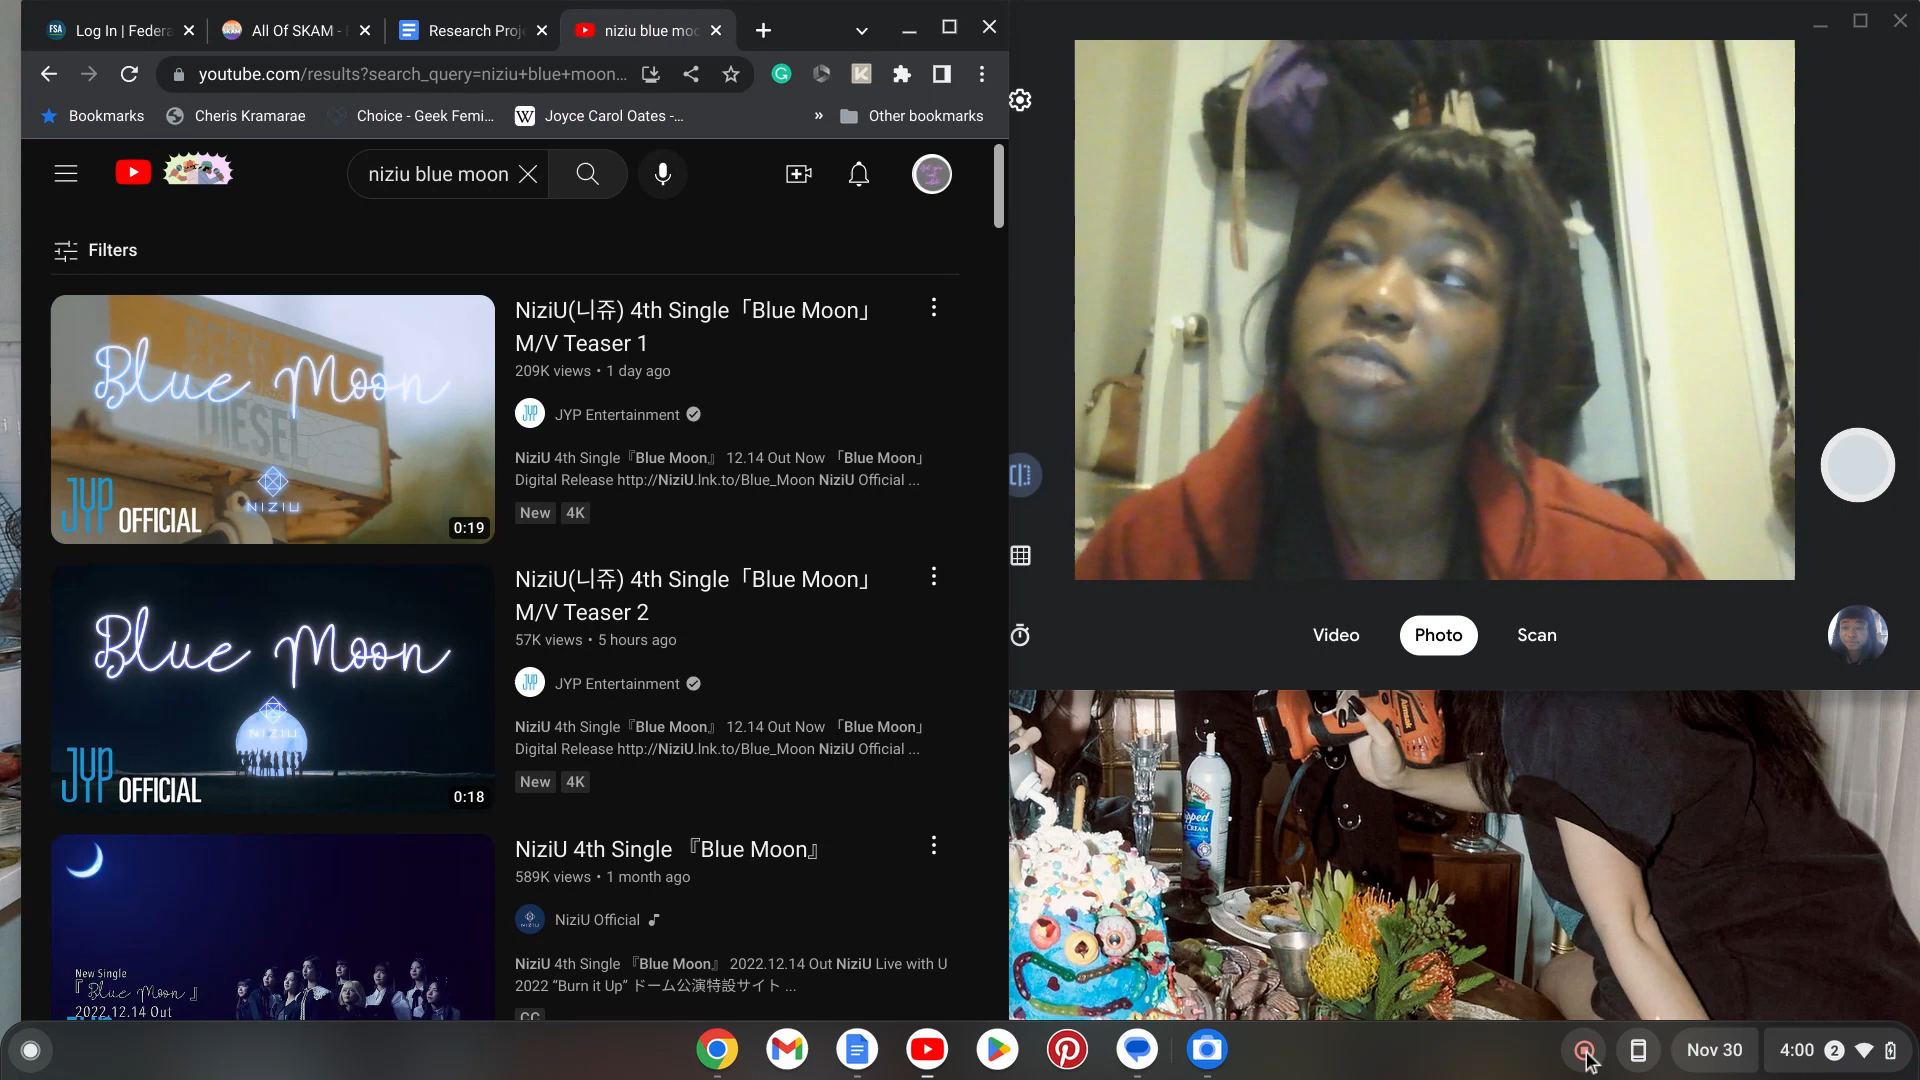 Log In | Federa
All Of SKAM -
Research Proj
niziu blue moo
youtube.com/results?search_query=niziu+blue+moon...
Bookmarks
Cheris Kramarae
Choice - Geek Femi...
W
Joyce Carol Oates -...
»
Other bookmarks
niziu blue moon
Filters
Blue Moon
DIESEL
NIZIU
JYP OFFICIAL
0:19
NiziU(니쥬) 4th Single「Blue Moon」
M/V Teaser 1
209K views • 1 day ago
JYP Entertainment
NiziU 4th Single『Blue Moon』 12.14 Out Now 「Blue Moon」
Digital Release http://NiziU.lnk.to/Blue_Moon NiziU Official ...
New 4K
Blue Moon
NIZIU
JYP OFFICIAL
0:18
NiziU(니쥬) 4th Single「Blue Moon」
M/V Teaser 2
57K views • 5 hours ago
JYP Entertainment
NiziU 4th Single『Blue Moon』 12.14 Out Now 「Blue Moon」
Digital Release http://NiziU.lnk.to/Blue_Moon NiziU Official ...
New 4K
New Single
『Blue Moon』
2022.12.14 Out
NiziU 4th Single 『Blue Moon』
589K views • 1 month ago
NiziU Official
NiziU 4th Single 『Blue Moon』 2022.12.14 Out NiziU Live with U
2022 "Burn it Up" ドーム公演特設サイト ...
CC
Video
Photo
Scan
Nov 30
4:00
2